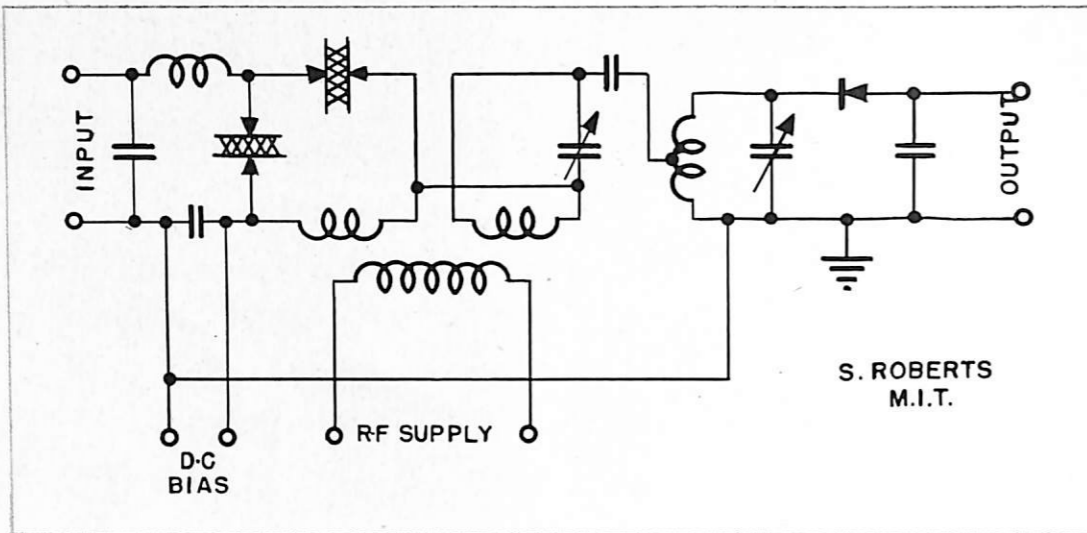 INPUT
OUTPUT
S. ROBERTS
M.I.T.
R-F SUPPLY
D-C
BIAS